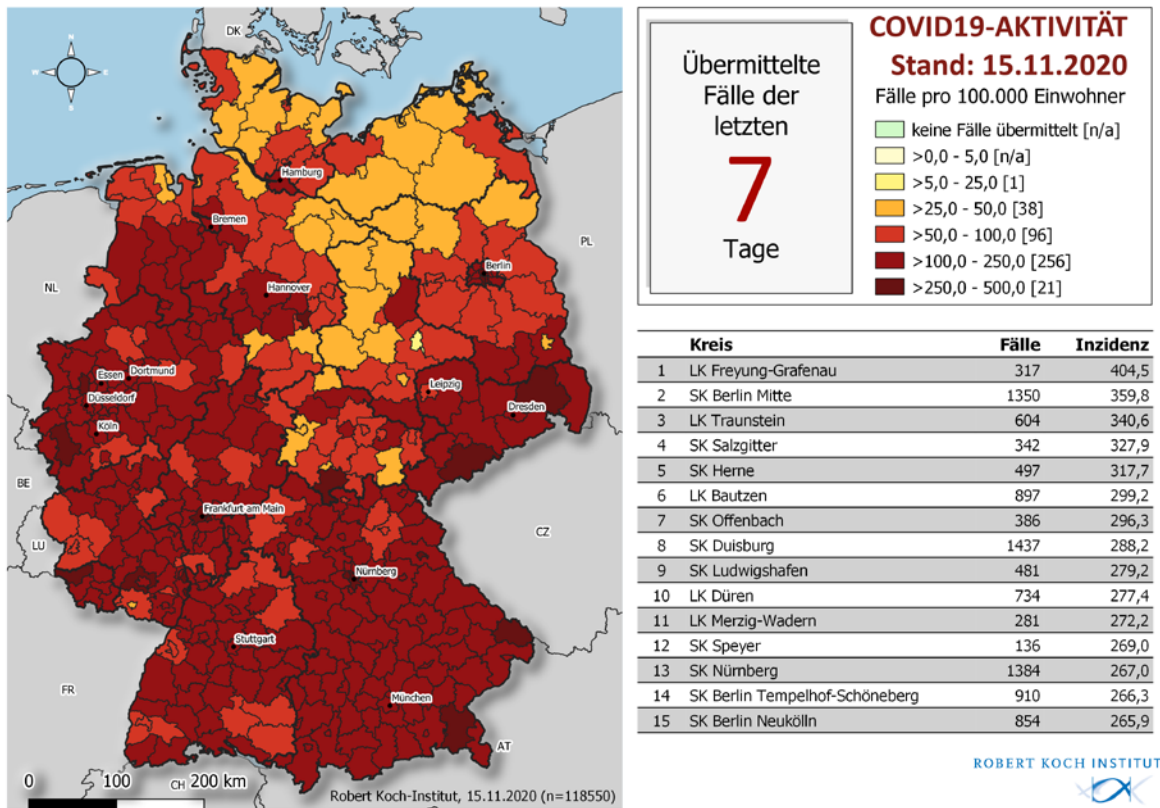 DK
Hamburg
Bremen
PL
Berlin
NL
Hannover
Essen
Dortmund
Düsseldorf
Leipzig
Dresden
Köln
BE
Frankfurt am Main
CZ
LU
Nürnberg
Stuttgart
FR
München
AT
CH
0 100 200 km
Robert Koch-Institut, 15.11.2020 (n=118550)
Übermittelte
Fälle der
letzten
7
Tage
COVID19-AKTIVITÄT
Stand: 15.11.2020
Fälle pro 100.000 Einwohner
keine Fälle übermittelt [n/a]
>0,0 - 5,0 [n/a]
>5,0 - 25,0 [1]
>25,0 - 50,0 [38]
>50,0 - 100,0 [96]
>100,0 - 250,0 [256]
>250,0 - 500,0 [21]
Kreis Fälle Inzidenz
1 LK Freyung-Grafenau 317 404,5
2 SK Berlin Mitte 1350 359,8
3 LK Traunstein 604 340,6
4 SK Salzgitter 342 327,9
5 SK Herne 497 317,7
6 LK Bautzen 897 299,2
7 SK Offenbach 386 296,3
8 SK Duisburg 1437 288,2
9 SK Ludwigshafen 481 279,2
10 LK Düren 734 277,4
11 LK Merzig-Wadern 281 272,2
12 SK Speyer 136 269,0
13 SK Nürnberg 1384 267,0
14 SK Berlin Tempelhof-Schöneberg 910 266,3
15 SK Berlin Neukölln 854 265,9
ROBERT KOCH INSTITUT